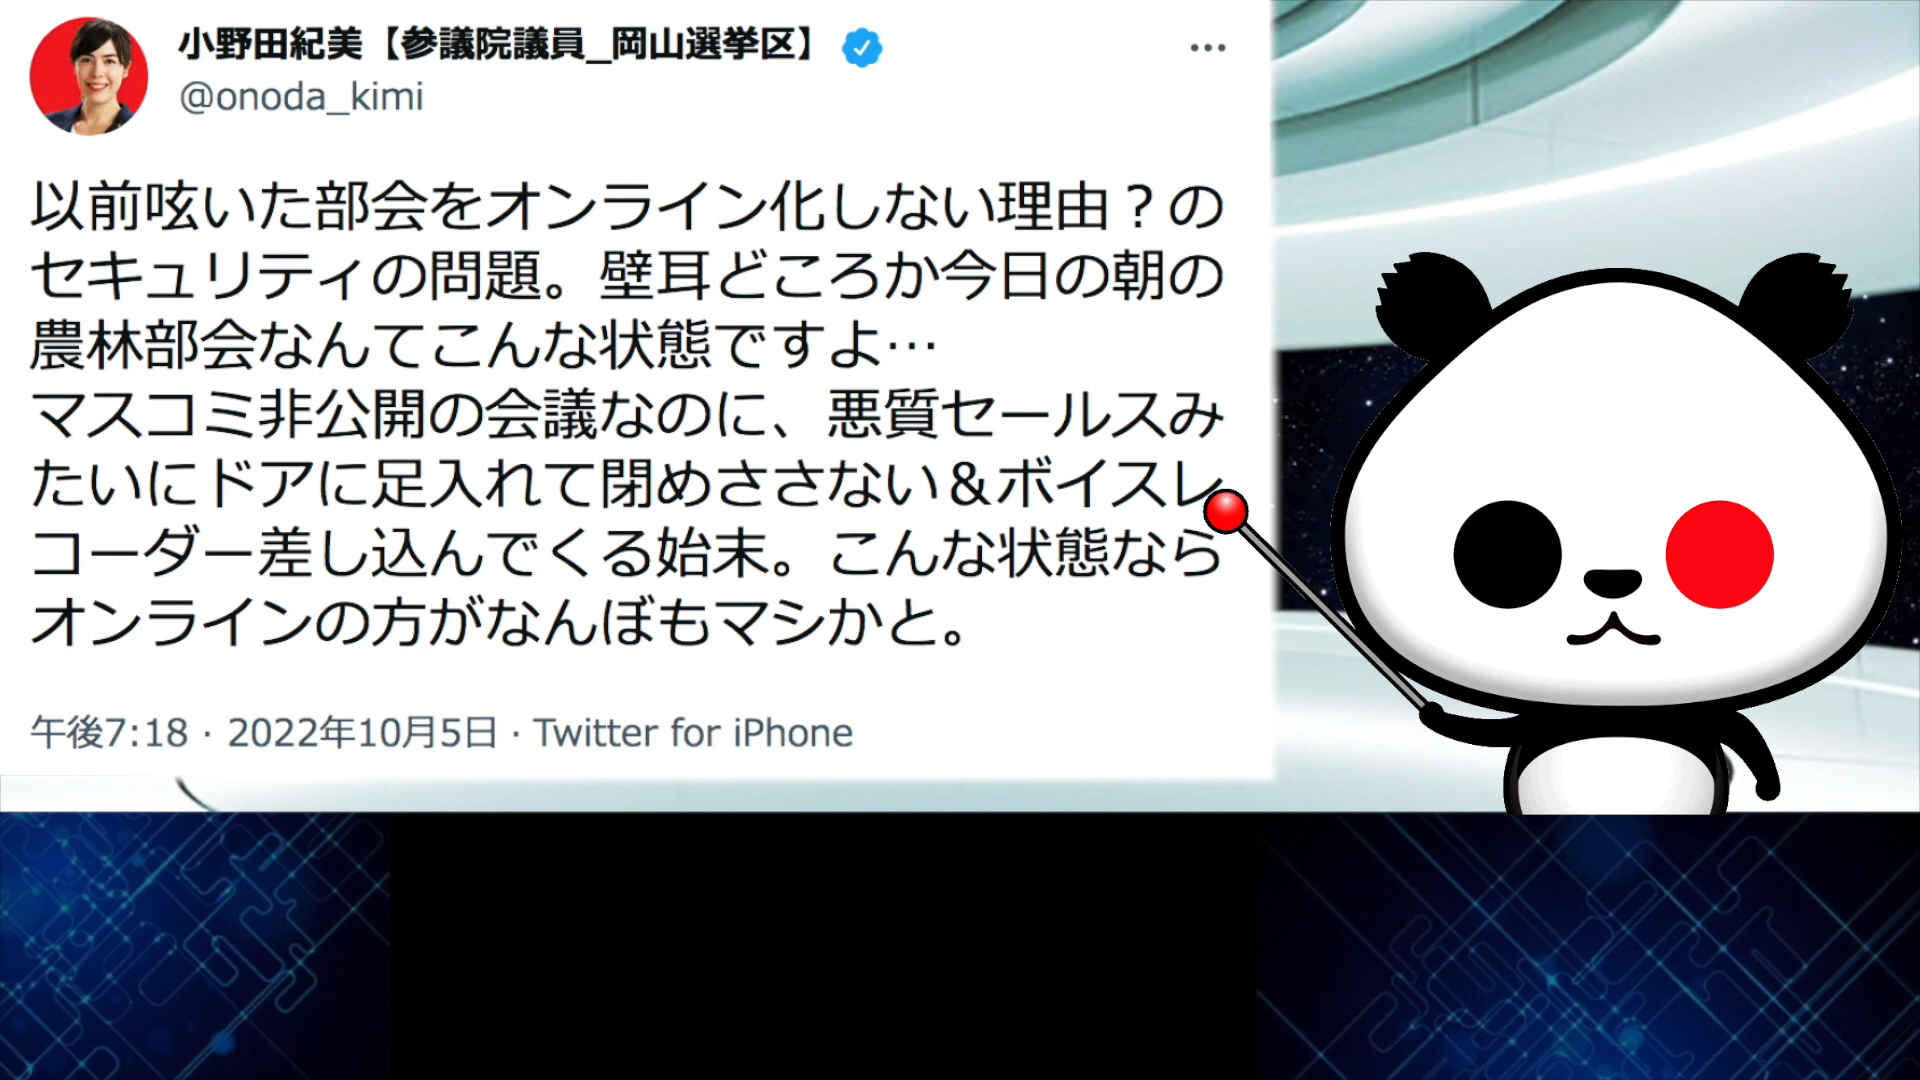 小野田紀美【参議院議員_岡山選挙区】
@onoda_kimi
以前呟いた部会をオンライン化しない理由？の
セキュリティの問題。壁耳どころか今日の朝の
農林部会なんてこんな状態ですよ…
マスコミ非公開の会議なのに、悪質セールスみ
たいにドアに足入れて閉めささない＆ボイスレ
コーダー差し込んでくる始末。こんな状態なら
オンラインの方がなんぼもマシかと。
午後7:18 · 2022年10月5日 · Twitter for iPhone